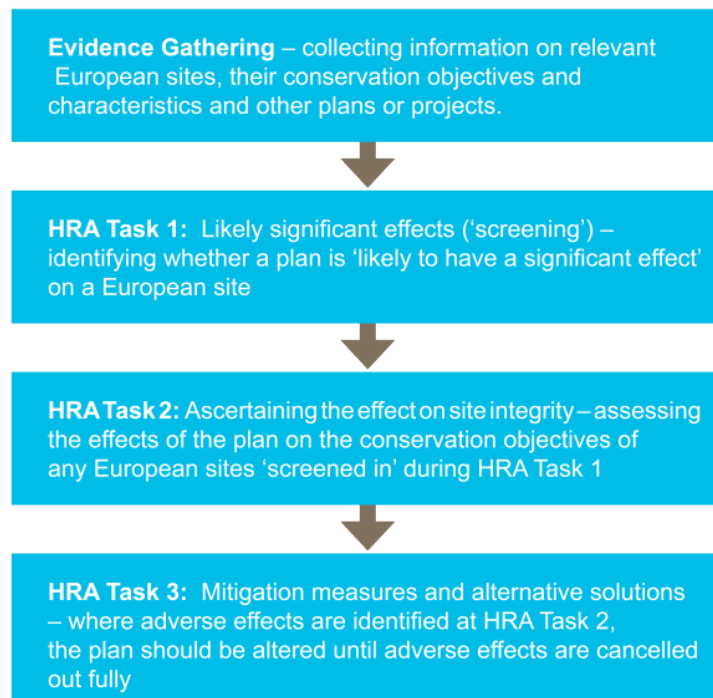 Evidence Gathering – collecting information on relevant
European sites, their conservation objectives and
characteristics and other plans or projects.
HRA Task 1: Likely significant effects (‘screening’) –
identifying whether a plan is ‘likely to have a significant effect’
on a European site
HRA Task 2: Ascertaining the effect on site integrity – assessing
the effects of the plan on the conservation objectives of
any European sites ‘screened in’ during HRA Task 1
HRA Task 3: Mitigation measures and alternative solutions
– where adverse effects are identified at HRA Task 2,
the plan should be altered until adverse effects are cancelled
out fully